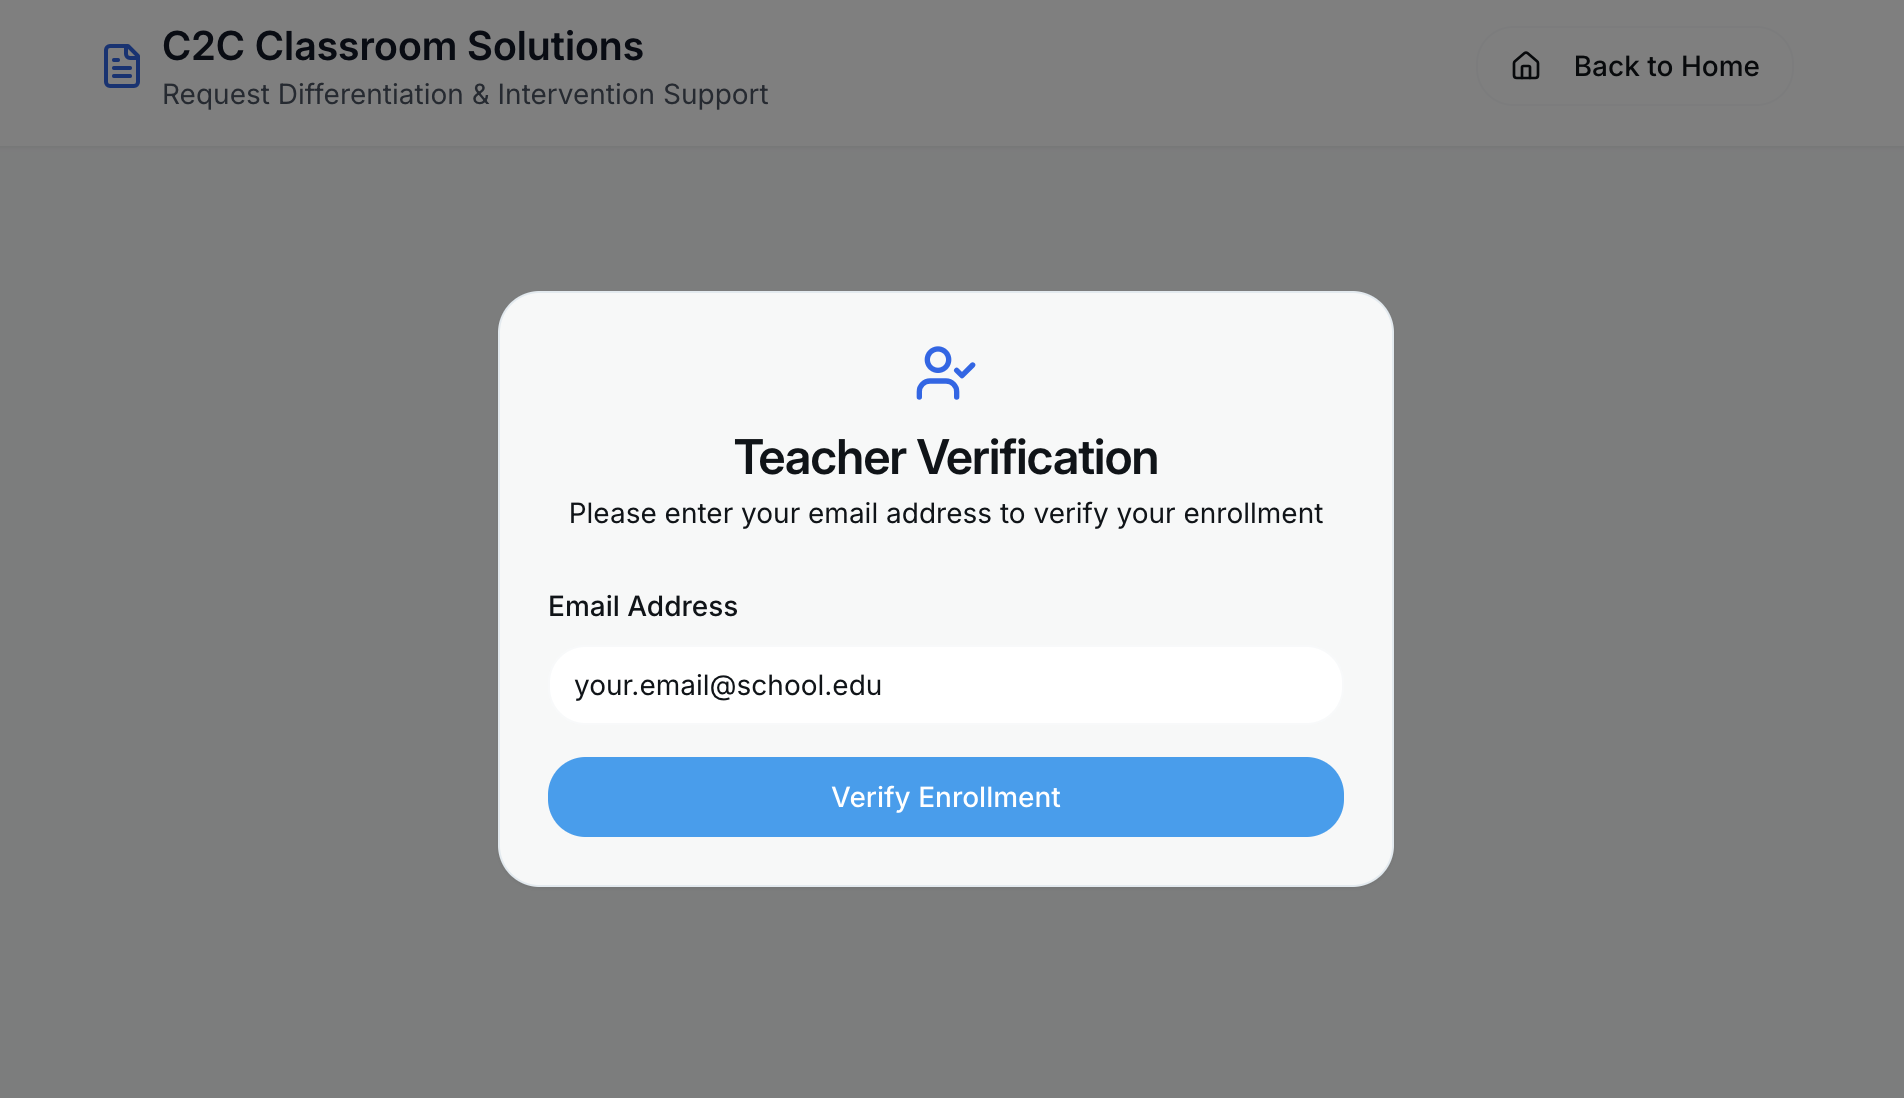 C2C Classroom Solutions
Request Differentiation & Intervention Support
Back to Home
Teacher Verification
Please enter your email address to verify your enrollment
Email Address
your.email@school.edu
Verify Enrollment